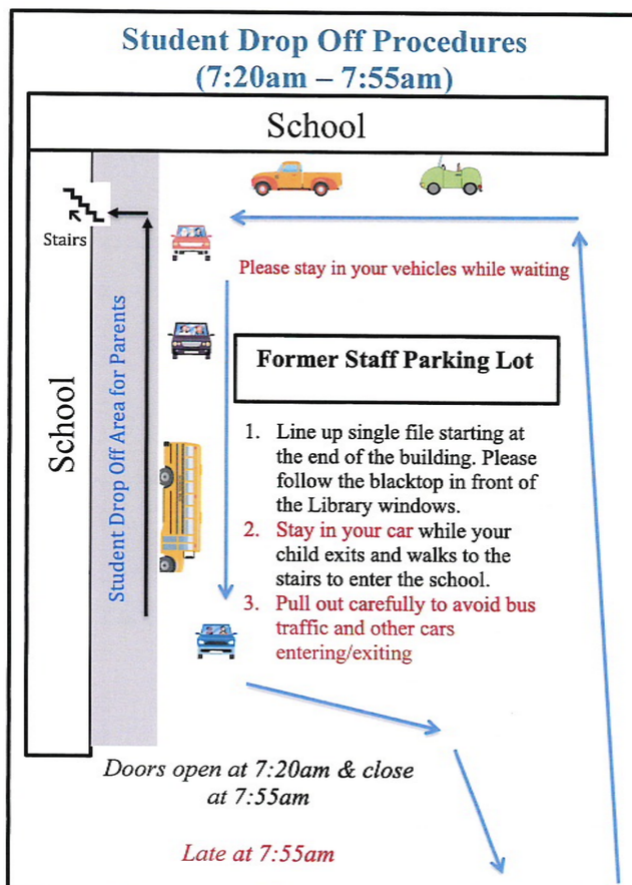 Student Drop Off Procedures
(7:20am – 7:55am)
School
Stairs
Please stay in your vehicles while waiting
School
Student Drop Off Area for Parents
Former Staff Parking Lot
1. Line up single file starting at
the end of the building. Please
follow the blacktop in front of
the Library windows.
2. Stay in your car while your
child exits and walks to the
stairs to enter the school.
3. Pull out carefully to avoid bus
traffic and other cars
entering/exiting
Doors open at 7:20am & close
at 7:55am
Late at 7:55am